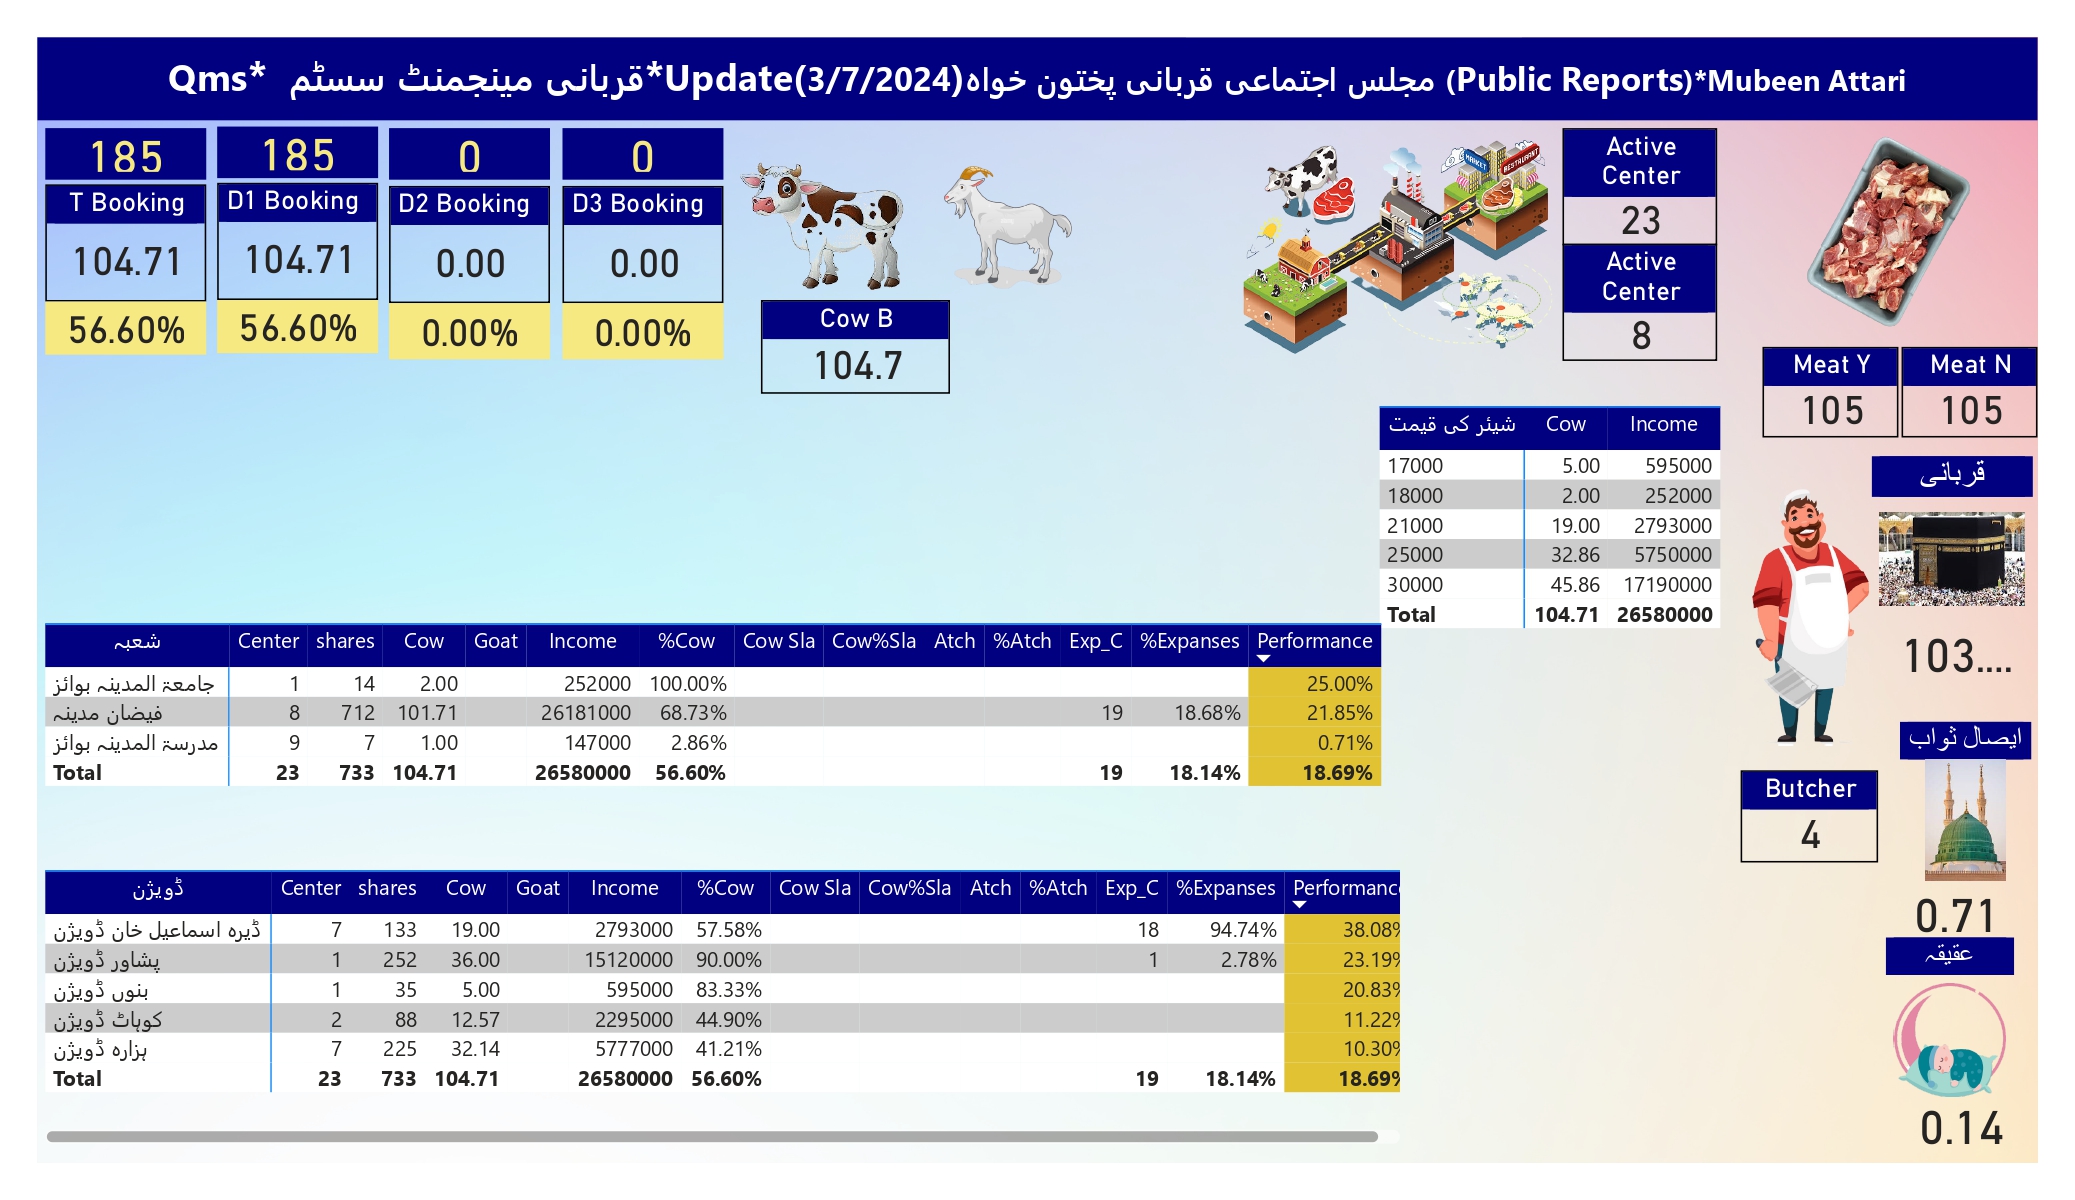 Qms* قربانی مینجمنٹ سسٹم*Update(3/7/2024)مجلس اجتماعی قربانی پختون خواہ (Public Reports)*Mubeen Attari
185 185 0 0
T Booking D1 Booking D2 Booking D3 Booking
104.71 104.71 0.00 0.00
56.60% 56.60% 0.00% 0.00%
Cow B
104.7
MARKET
RESTAURANT
Active
Center
23
Active
Center
8
Meat Y Meat N
105 105
شیئر کی قیمت Cow Income
17000 5.00 595000
18000 2.00 252000
21000 19.00 2793000
25000 32.86 5750000
30000 45.86 17190000
Total 104.71 26580000
قربانی
103....
شعبہ Center shares Cow Goat Income %Cow Cow Sla Cow%Sla Atch %Atch Exp_C %Expanses Performance
جامعۃ المدینہ بوائز 1 14 2.00 252000 100.00% 25.00%
فیضان مدینہ 8 712 101.71 26181000 68.73% 19 18.68% 21.85%
مدرسۃ المدینہ بوائز 9 7 1.00 147000 2.86% 0.71%
Total 23 733 104.71 26580000 56.60% 19 18.14% 18.69%
ایصال ثواب
Butcher
4
0.71
ڈویژن Center shares Cow Goat Income %Cow Cow Sla Cow%Sla Atch %Atch Exp_C %Expanses Performance
ڈیرہ اسماعیل خان ڈویژن 7 133 19.00 2793000 57.58% 18 94.74% 38.08%
پشاور ڈویژن 1 252 36.00 15120000 90.00% 1 2.78% 23.19%
بنوں ڈویژن 1 35 5.00 595000 83.33% 20.83%
کوہاٹ ڈویژن 2 88 12.57 2295000 44.90% 11.22%
ہزارہ ڈویژن 7 225 32.14 5777000 41.21% 10.30%
Total 23 733 104.71 26580000 56.60% 19 18.14% 18.69%
عقیقہ
0.14